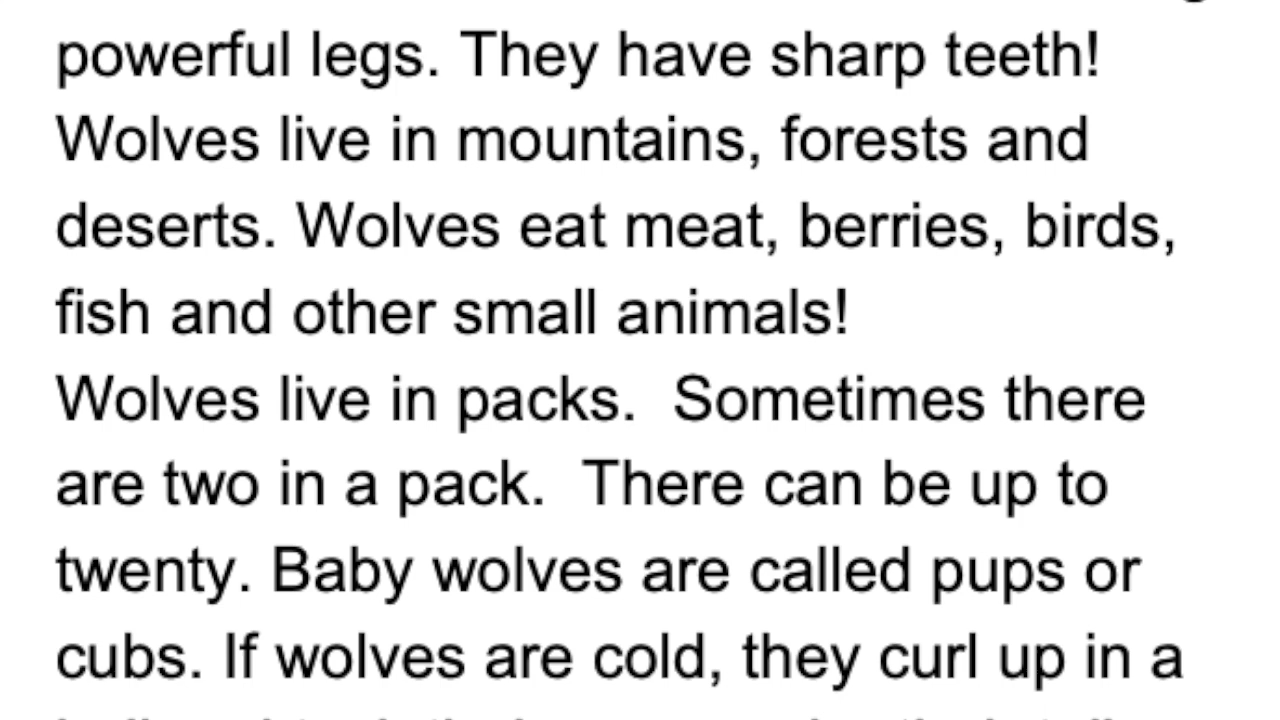 powerful legs. They have sharp teeth!
Wolves live in mountains, forests and
deserts. Wolves eat meat, berries, birds,
fish and other small animals!
Wolves live in packs.  Sometimes there
are two in a pack.  There can be up to
twenty. Baby wolves are called pups or
cubs. If wolves are cold, they curl up in a